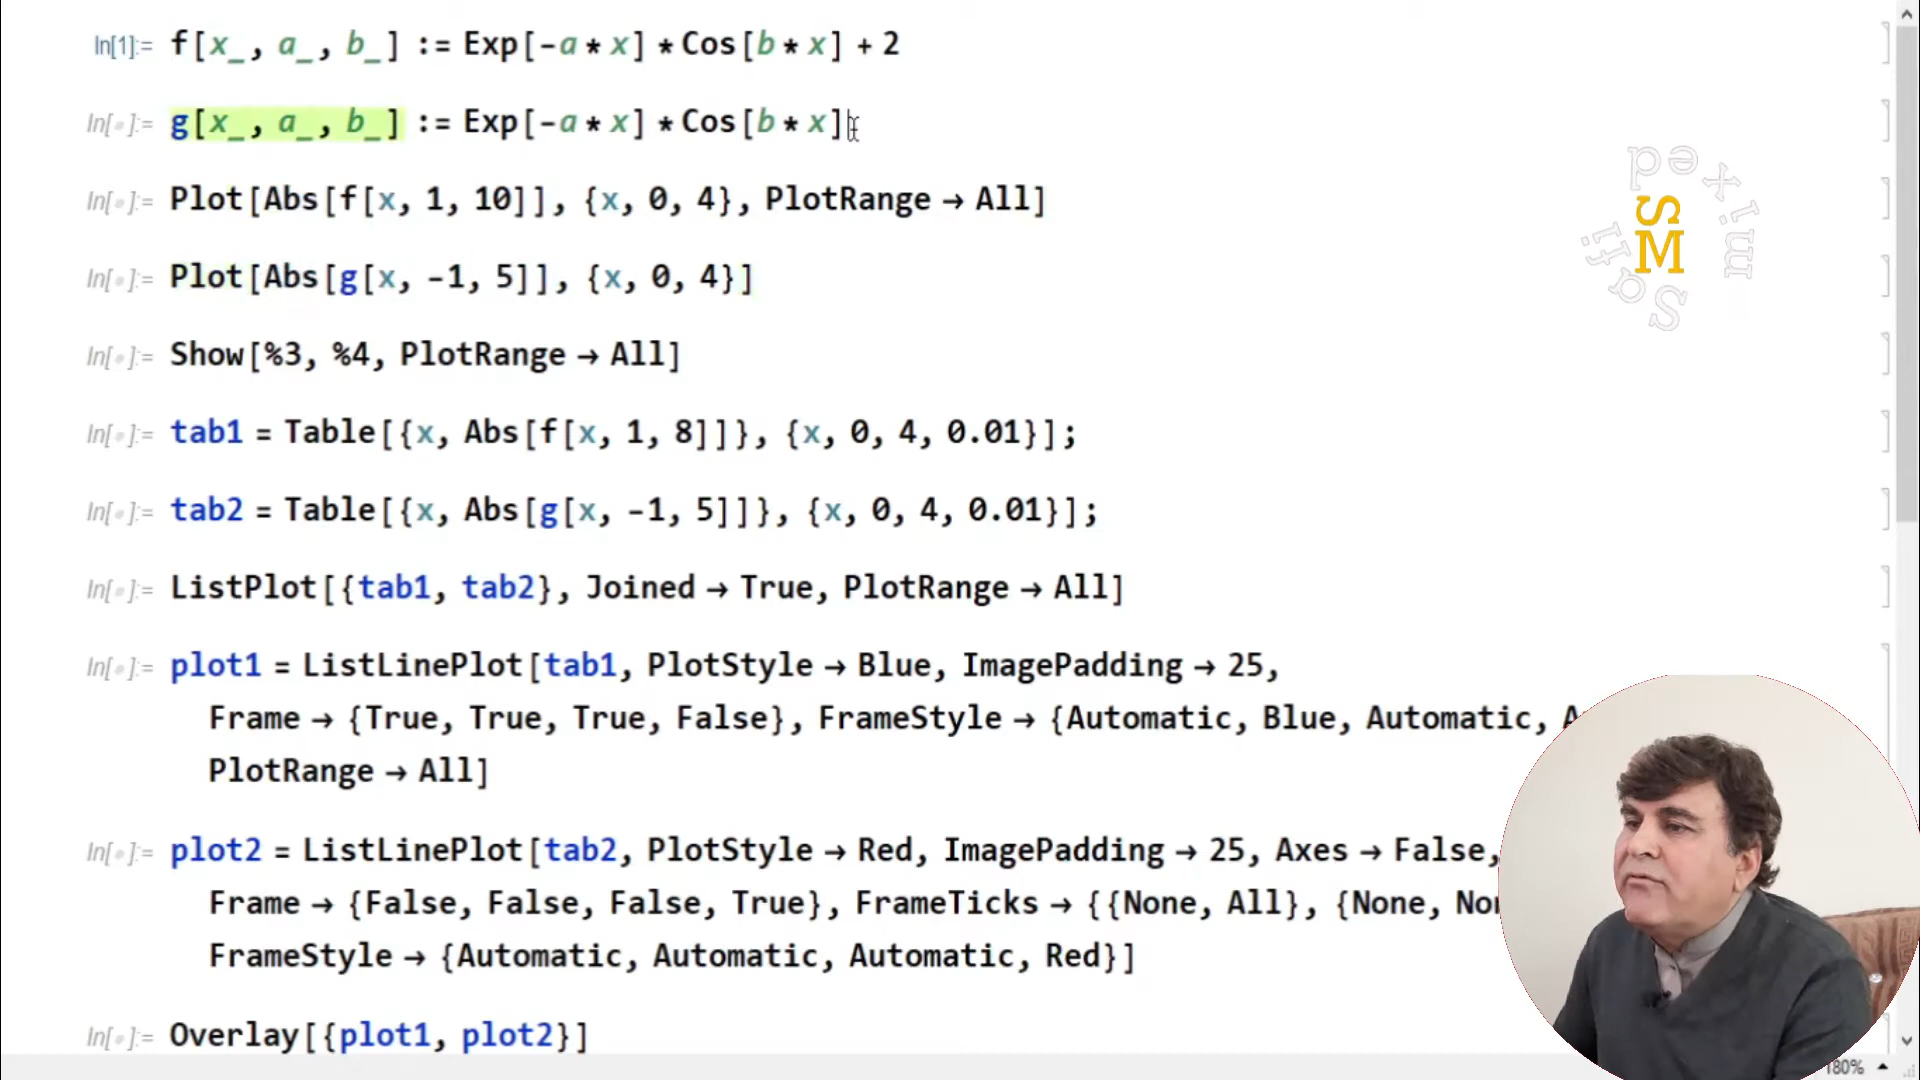 In[1]:= f[x_, a_, b_] := Exp[-a * x] * Cos[b * x] + 2
In[◦]:= g[x_, a_, b_] := Exp[-a * x] * Cos[b * x]
In[◦]:= Plot[Abs[f[x, 1, 10]], {x, 0, 4}, PlotRange → All]
In[◦]:= Plot[Abs[g[x, -1, 5]], {x, 0, 4}]
In[◦]:= Show[%3, %4, PlotRange → All]
In[◦]:= tab1 = Table[{x, Abs[f[x, 1, 8]]}, {x, 0, 4, 0.01}];
In[◦]:= tab2 = Table[{x, Abs[g[x, -1, 5]]}, {x, 0, 4, 0.01}];
In[◦]:= ListPlot[{tab1, tab2}, Joined → True, PlotRange → All]
In[◦]:= plot1 = ListLinePlot[tab1, PlotStyle → Blue, ImagePadding → 25,
Frame → {True, True, True, False}, FrameStyle → {Automatic, Blue, Automatic,
PlotRange → All]
In[◦]:= plot2 = ListLinePlot[tab2, PlotStyle → Red, ImagePadding → 25, Axes → False,
Frame → {False, False, False, True}, FrameTicks → {{None, All}, {None,
FrameStyle → {Automatic, Automatic, Automatic, Red}]
In[◦]:= Overlay[{plot1, plot2}]
Safi mixed
SM
180%